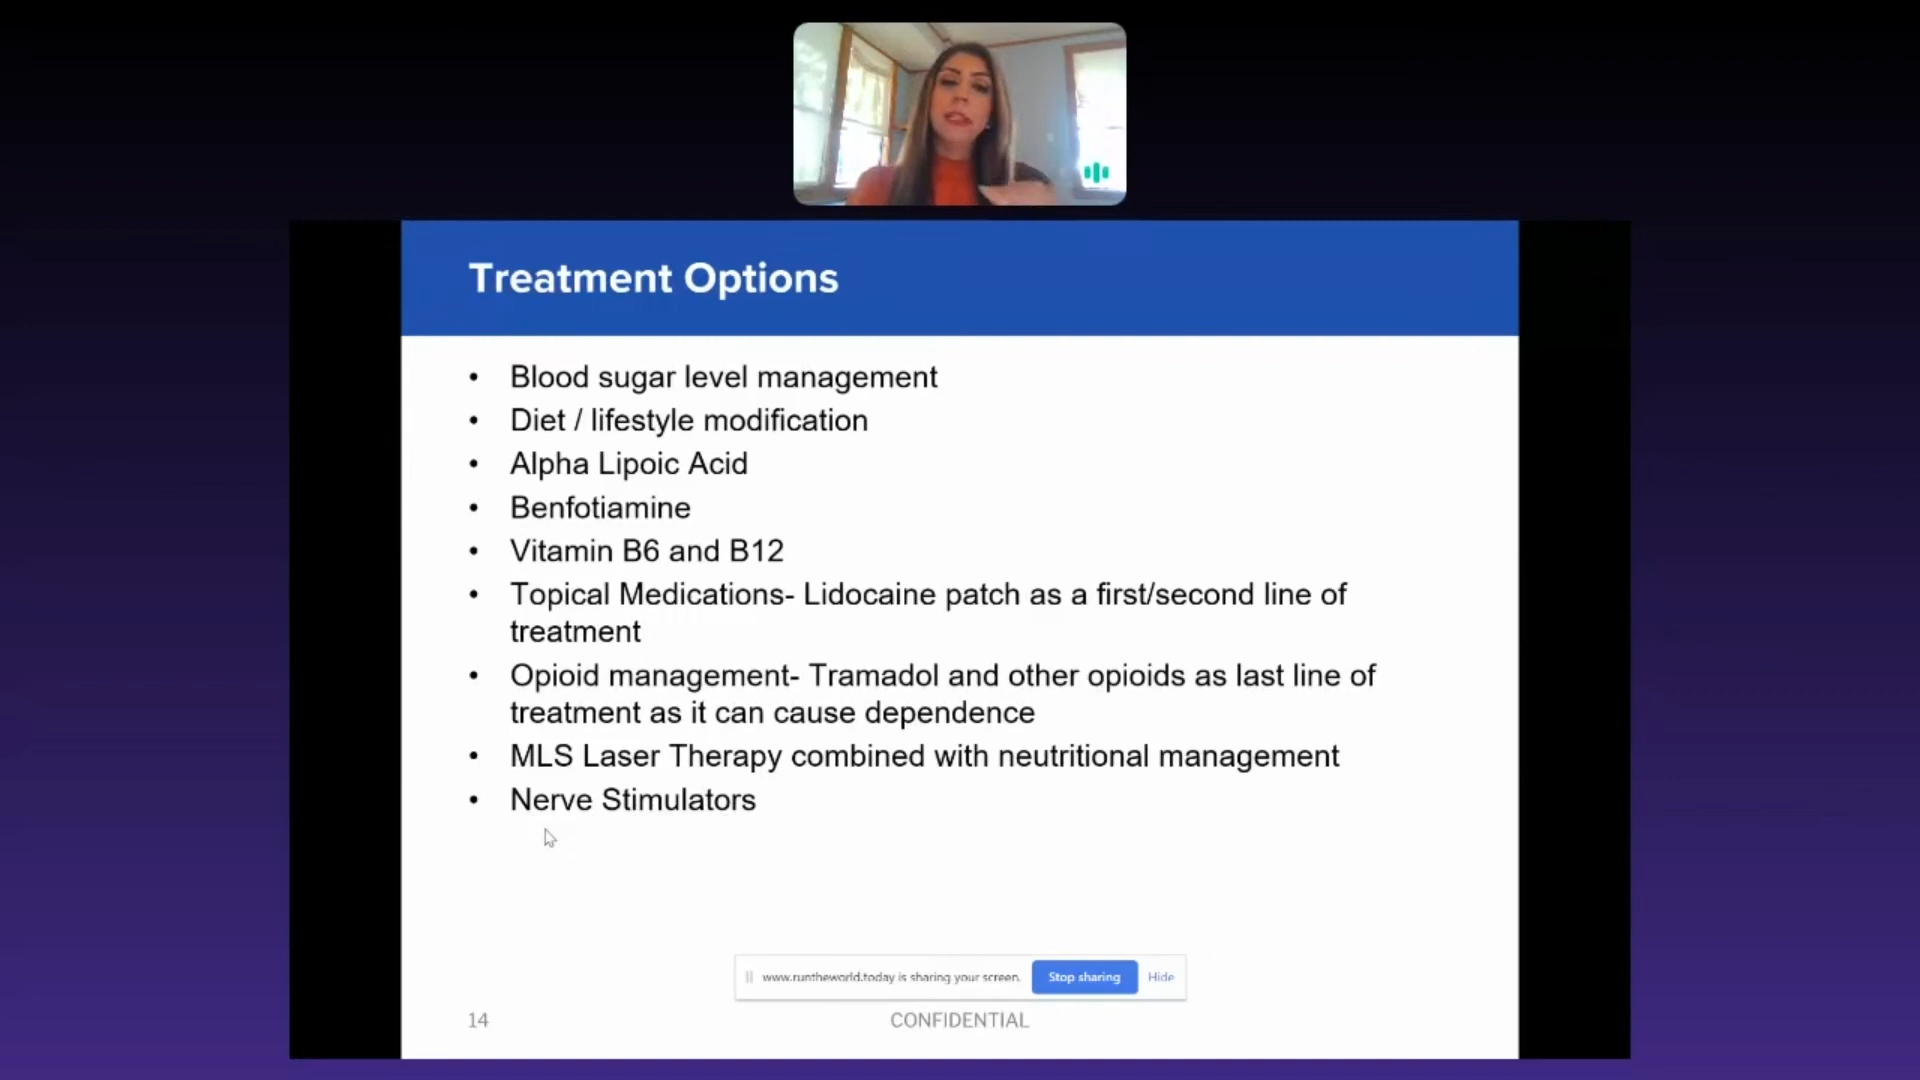 Treatment Options
• Blood sugar level management
• Diet / lifestyle modification
• Alpha Lipoic Acid
• Benfotiamine
• Vitamin B6 and B12
• Topical Medications- Lidocaine patch as a first/second line of
treatment
• Opioid management- Tramadol and other opioids as last line of
treatment as it can cause dependence
• MLS Laser Therapy combined with neutritional management
• Nerve Stimulators
www.runtheworld.today is sharing your screen. Stop sharing Hide
14 CONFIDENTIAL